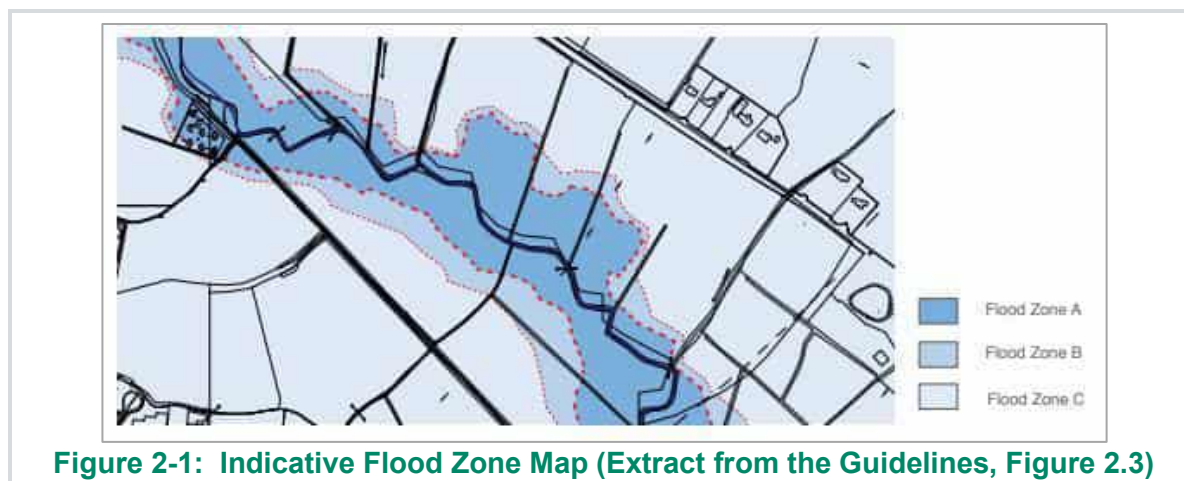 Flood Zone A
Flood Zone B
Flood Zone C
Figure 2-1: Indicative Flood Zone Map (Extract from the Guidelines, Figure 2.3)